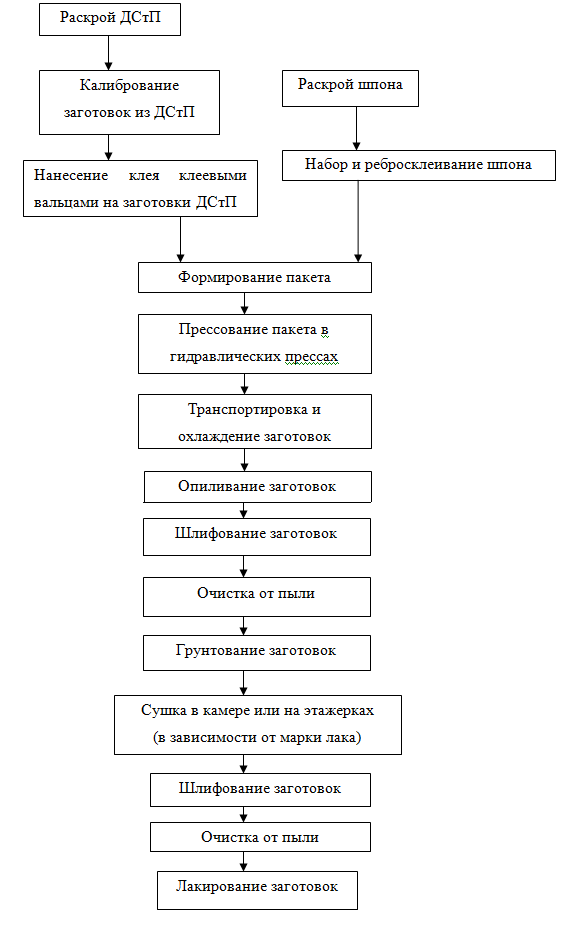 Раскрой ДСтП
Калибрование
заготовок из ДСтП
Раскрой шпона
Нанесение клея клеевыми
вальцами на заготовки ДСтП
Набор и ребросклеивание шпона
Формирование пакета
Прессование пакета в
гидравлических прессах
Транспортировка и
охлаждение заготовок
Опиливание заготовок
Шлифование заготовок
Очистка от пыли
Грунтование заготовок
Сушка в камере или на этажерках
(в зависимости от марки лака)
Шлифование заготовок
Очистка от пыли
Лакирование заготовок